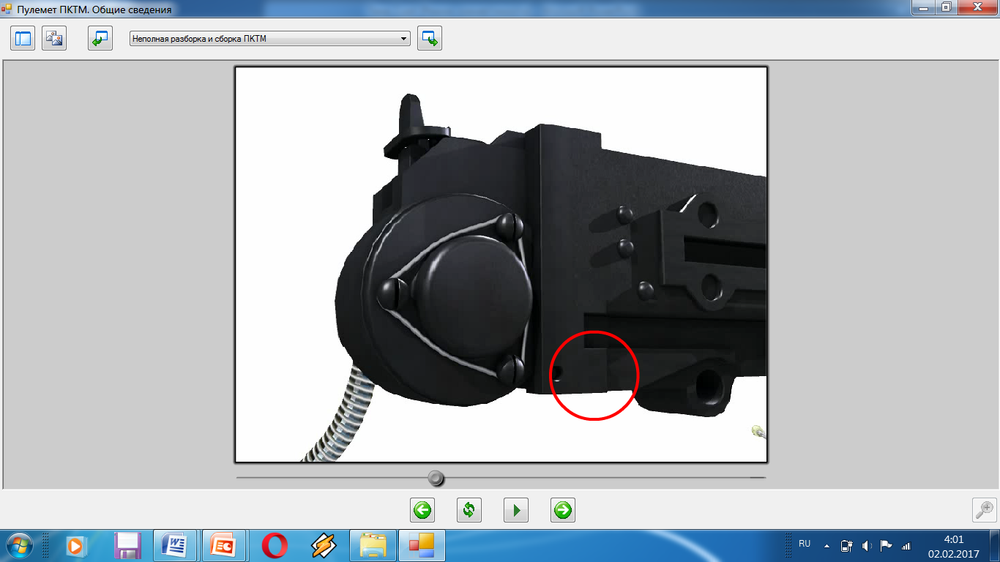 Пулемет ПКТМ. Общие сведения
Неполная разборка и сборка ПКТМ
RU
4:01
02.02.2017